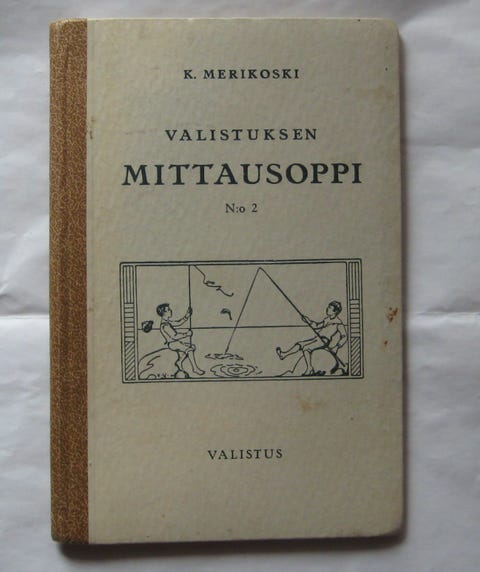 K. MERIKOSKI
VALISTUKSEN
MITTAUSOPPI
N:o 2
VALISTUS